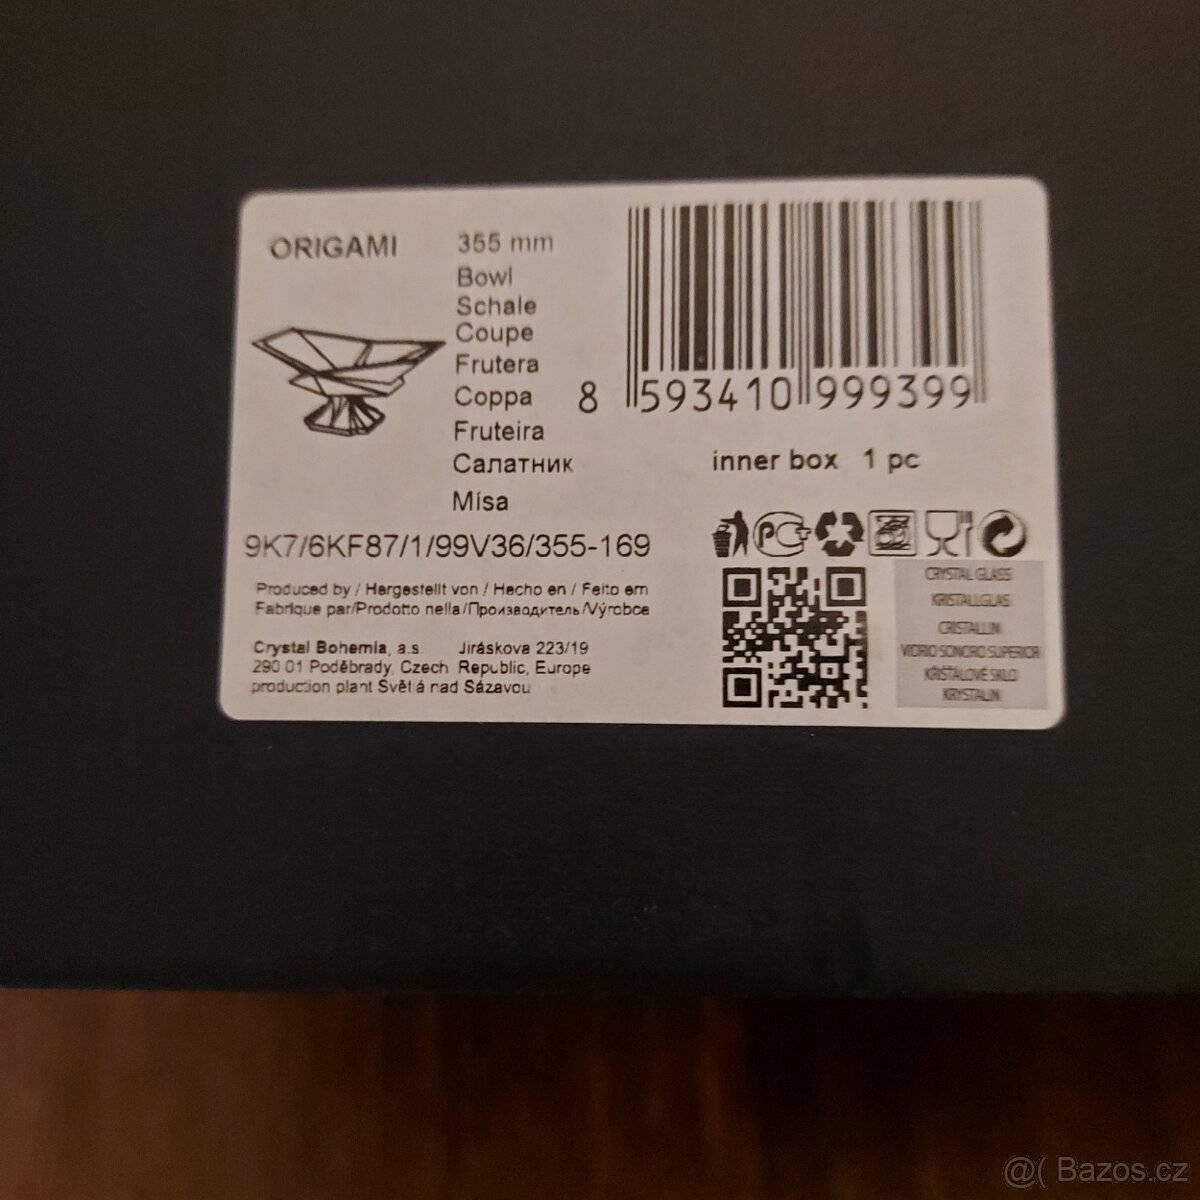 ORIGAMI
355 mm
Bowl
Schale
Coupe
Frutera
Coppa
Fruteira
Салатник
Mísa
8 593410 999399
inner box 1 pc
9K7/6KF87/1/99V36/355-169
Produced by / Hergestellt von / Hecho en / Feito em
Fabrique par/Prodotto nella/Производитель/Výrobce
Crystal Bohemia, a.s. Jiráskova 223/19
290 01 Poděbrady, Czech Republic, Europe
production plant Světlá nad Sázavou
CRYSTAL GLASS
KRISTALLGLAS
CRISTALLIN
VIDRIO SONORO SUPERIOR
KŘIŠŤÁLOVÉ SKLO
KRYSTALIN
@( Bazos.cz